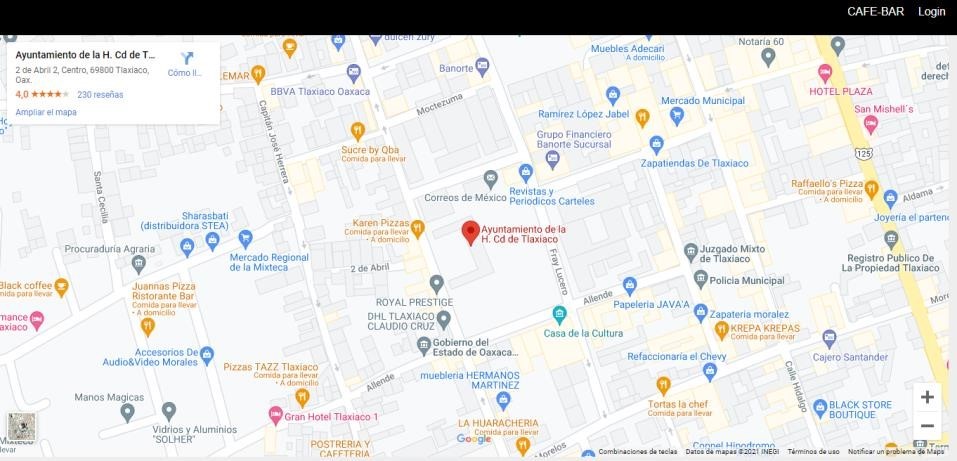 CAFE-BAR Login
Ayuntamiento de la H. Cd de T...
2 de Abril 2, Centro, 69800 Tlaxiaco,
Oax.
4,0 230 reseñas
Ampliar el mapa
Cómo ll...
dulcen zury
Muebles Adecari
A domicilio
Notaría 60
LEMAR
BBVA Tlaxiaco Oaxaca
Banorte
Moctezuma
Capitán José Herrera
HOTEL PLAZA
Mercado Municipal
Ramírez López Jabel
San Mishell´s
Sucre by Qba
Comida para llevar
Grupo Financiero
Banorte Sucursal
125
Zapatiendas De Tlaxiaco
Santa Cecilia
Correos de México
Revistas y
Periodicos Carteles
Raffaello's Pizza
Comida para llevar
• A domicilio
Aldama
Joyería el parten
Sharasbati
(distribuidora STEA)
Karen Pizzas
Comida para llevar
• A domicilio
Ayuntamiento de la
H. Cd de Tlaxiaco
Procuraduría Agraria
Mercado Regional
de la Mixteca
2 de Abril
Fray Lucero
Juzgado Mixto
de Tlaxiaco
Policia Municipal
Registro Publico De
La Propiedad Tlaxiaco
Black coffee
mida para llevar
Juannas Pizza
Ristorante Bar
Comida para llevar
• A domicilio
ROYAL PRESTIGE
DHL TLAXIACO
CLAUDIO CRUZ
Allende
Papeleria JAVA'A
Zapateria moralez
Casa de la Cultura
KREPA KREPAS
Comida para llevar
mance
axiaco
Accesorios De
Audio&Video Morales
Gobierno del
Estado de Oaxaca...
Refaccionaría el Chevy
Cajero Santander
Pizzas TAZZ Tlaxiaco
Comida para llevar
• A domicilio
Allende
muebleria HERMANOS
MARTINEZ
Calle Hidalgo
Manos Magicas
Gran Hotel Tlaxiaco 1
Tortas la chef
Comida para llevar
BLACK STORE
BOUTIQUE
Vidrios y Aluminios
"SOLHER"
LA HUARACHERIA
Comida para llevar
POSTRERIA Y
CAFETERIA
Google
Morelos
Coppel Hipodromo
Combinaciones de teclas Datos de mapas ©2021 INEGI Términos de uso Notificar un problema de Maps